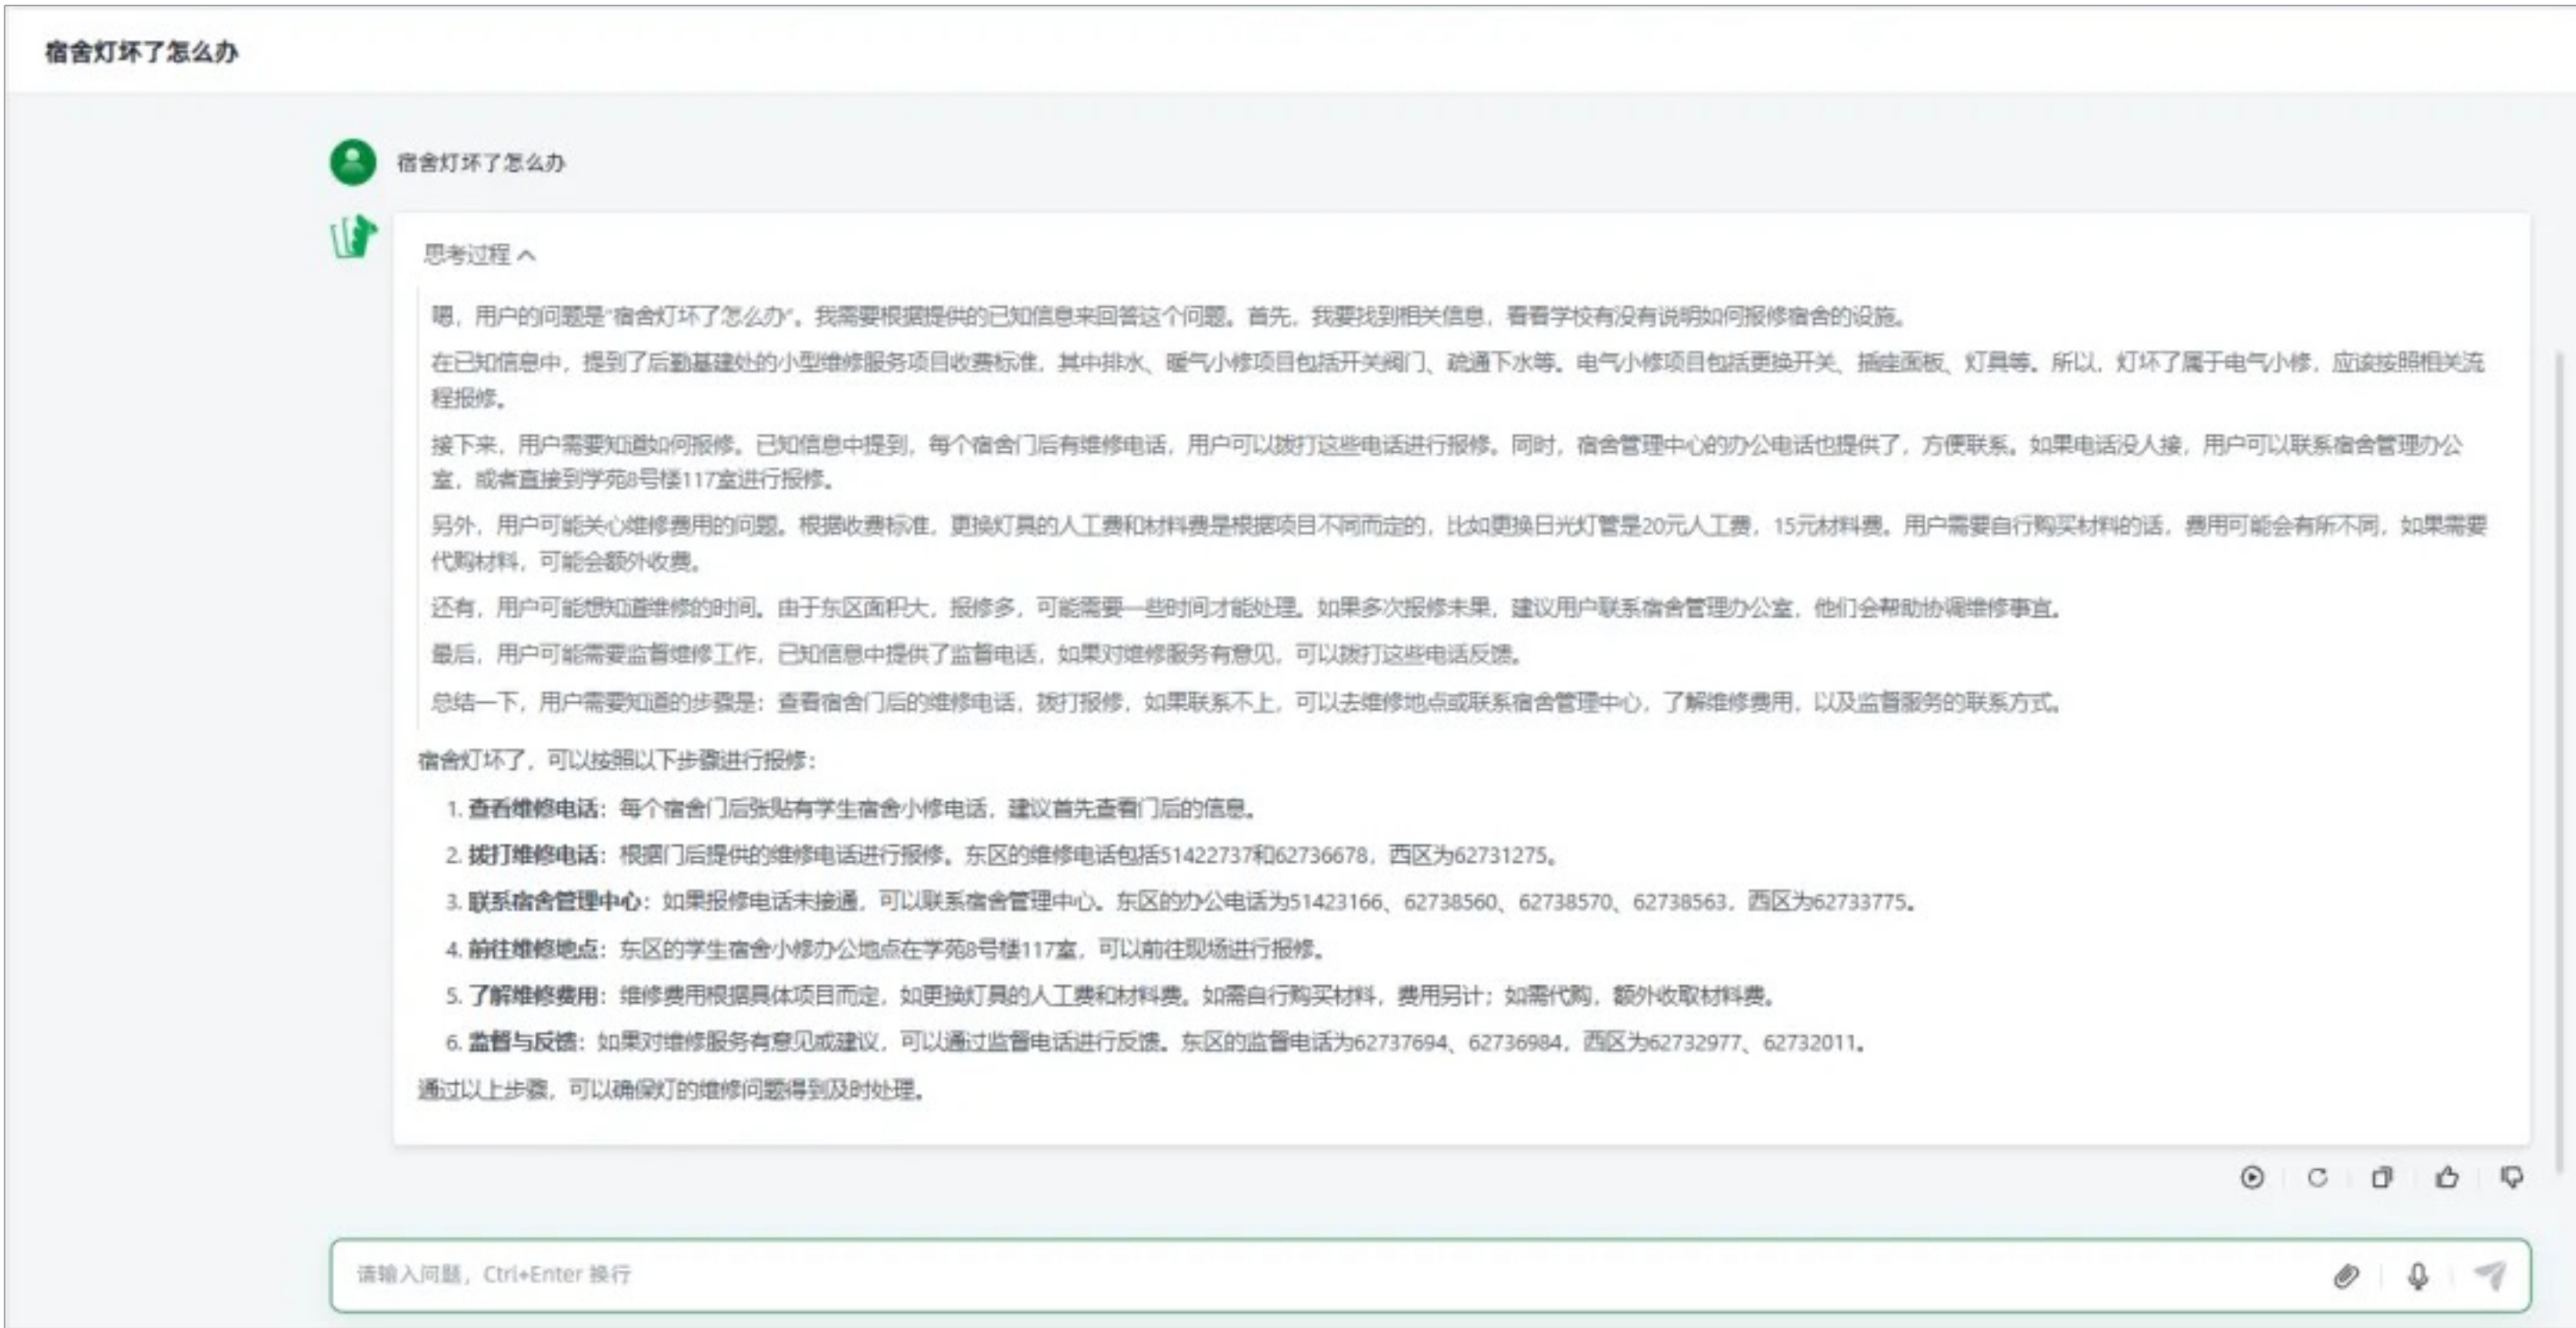 宿舍灯坏了怎么办
宿舍灯坏了怎么办
思考过程
嗯，用户的问题是“宿舍灯坏了怎么办”。我需要根据提供的已知信息来回答这个问题。首先，我要找到相关信息，看看学校有没有说明如何报修宿舍的设施。
在已知信息中，提到了后勤基建处的小型维修服务项目收费标准，其中排水、暖气小修项目包括开关阀门、疏通下水等。电气小修项目包括更换开关、插座面板、灯具等。所以，灯坏了属于电气小修，应该按照相关流
程报修。
接下来，用户需要知道如何报修。已知信息中提到，每个宿舍门后有维修电话，用户可以拨打这些电话进行报修。同时，宿舍管理中心的办公电话也提供了，方便联系。如果电话没人接，用户可以联系宿舍管理办公
室，或者直接到学苑8号楼117室进行报修。
另外，用户可能关心维修费用的问题。根据收费标准，更换灯具的人工费和材料费是根据项目不同而定的，比如更换日光灯管是20元人工费，15元材料费。用户需要自行购买材料的话，费用可能会有所不同，如果需要
代购材料，可能会额外收费。
还有，用户可能想知道维修的时间。由于东区面积大，报修多，可能需要一些时间才能处理。如果多次报修未果，建议用户联系宿舍管理办公室，他们会帮助协调维修事宜。
最后，用户可能需要监督维修工作，已知信息中提供了监督电话，如果对维修服务有意见，可以拨打这些电话反馈。
总结一下，用户需要知道的步骤是：查看宿舍门后的维修电话，拨打报修，如果联系不上，可以去维修地点或联系宿舍管理中心，了解维修费用，以及监督服务的联系方式。
宿舍灯坏了，可以按照以下步骤进行报修：
1. 查看维修电话：每个宿舍门后张贴有学生宿舍小修电话，建议首先查看门后的信息。
2. 拨打维修电话：根据门后提供的维修电话进行报修。东区的维修电话包括51422737和62736678，西区为62731275。
3. 联系宿舍管理中心：如果报修电话未接通，可以联系宿舍管理中心。东区的办公电话为51423166、62738560、62738570、62738563，西区为62733775。
4. 前往维修地点：东区的学生宿舍小修办公地点在学苑8号楼117室，可以前往现场进行报修。
5. 了解维修费用：维修费用根据具体项目而定，如更换灯具的人工费和材料费。如需自行购买材料，费用另计；如需代购，额外收取材料费。
6. 监督与反馈：如果对维修服务有意见或建议，可以通过监督电话进行反馈。东区的监督电话为62737694、62736984，西区为62732977、62732011。
通过以上步骤，可以确保灯的维修问题得到及时处理。
请输入问题，Ctrl+Enter 换行